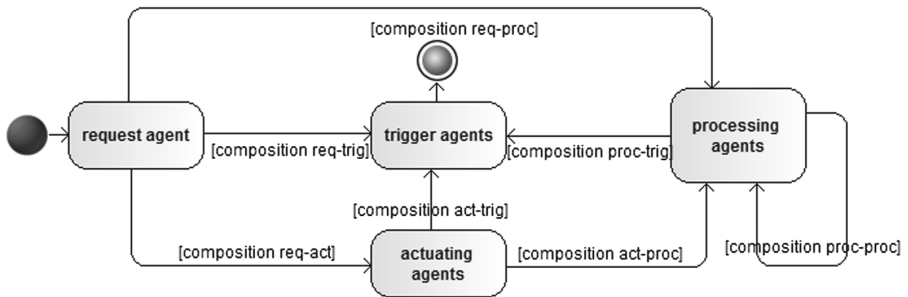 [composition req-proc]
request agent
trigger agents
processing
agents
[composition req-trig]
[composition proc-trig]
[composition act-trig]
[composition req-act]
actuating
agents
[composition act-proc]
[composition proc-proc]